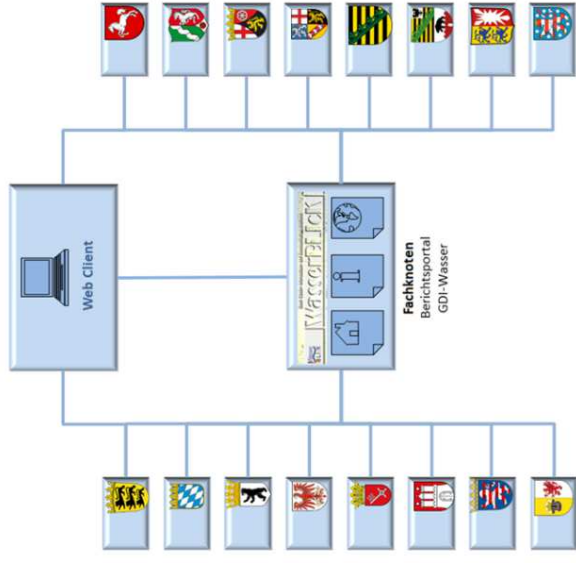 Web Client
WasserBLIcK
Fachknoten
Berichtsportal
GDI-Wasser